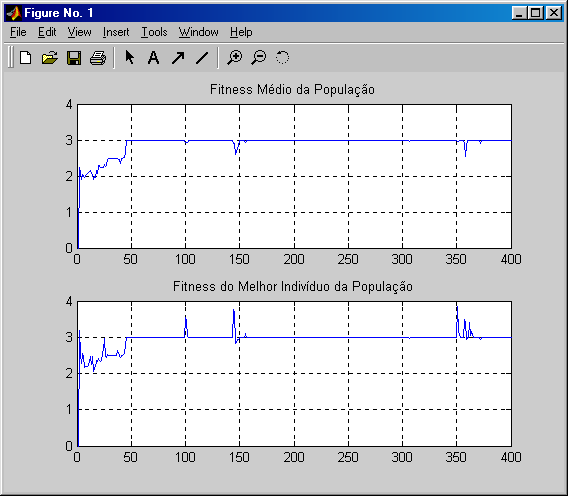 Figure No. 1
File Edit View Insert Tools Window Help
A
Fitness Médio da População
4
3
2
1
0
0 50 100 150 200 250 300 350 400
Fitness do Melhor Indivíduo da População
4
3
2
1
0
0 50 100 150 200 250 300 350 400